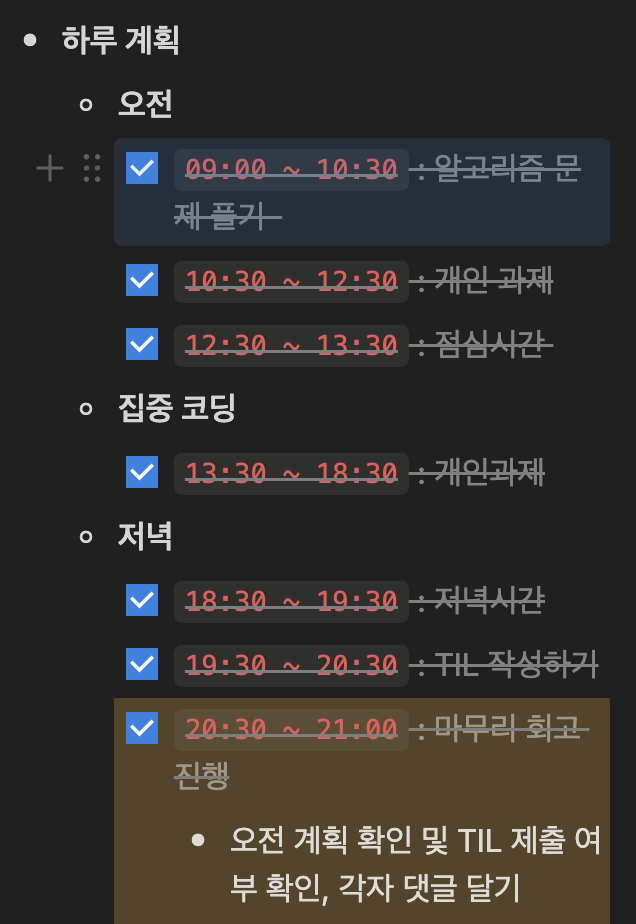 하루 계획
오전
09:00 ~ 10:30 : 알고리즘 문
제 풀기
10:30 ~ 12:30 : 개인 과제
12:30 ~ 13:30 : 점심시간
집중 코딩
13:30 ~ 18:30 : 개인과제
저녁
18:30 ~ 19:30 : 저녁시간
19:30 ~ 20:30 : TIL 작성하기
20:30 ~ 21:00 : 마무리 회고
진행
오전 계획 확인 및 TIL 제출 여
부 확인, 각자 댓글 달기